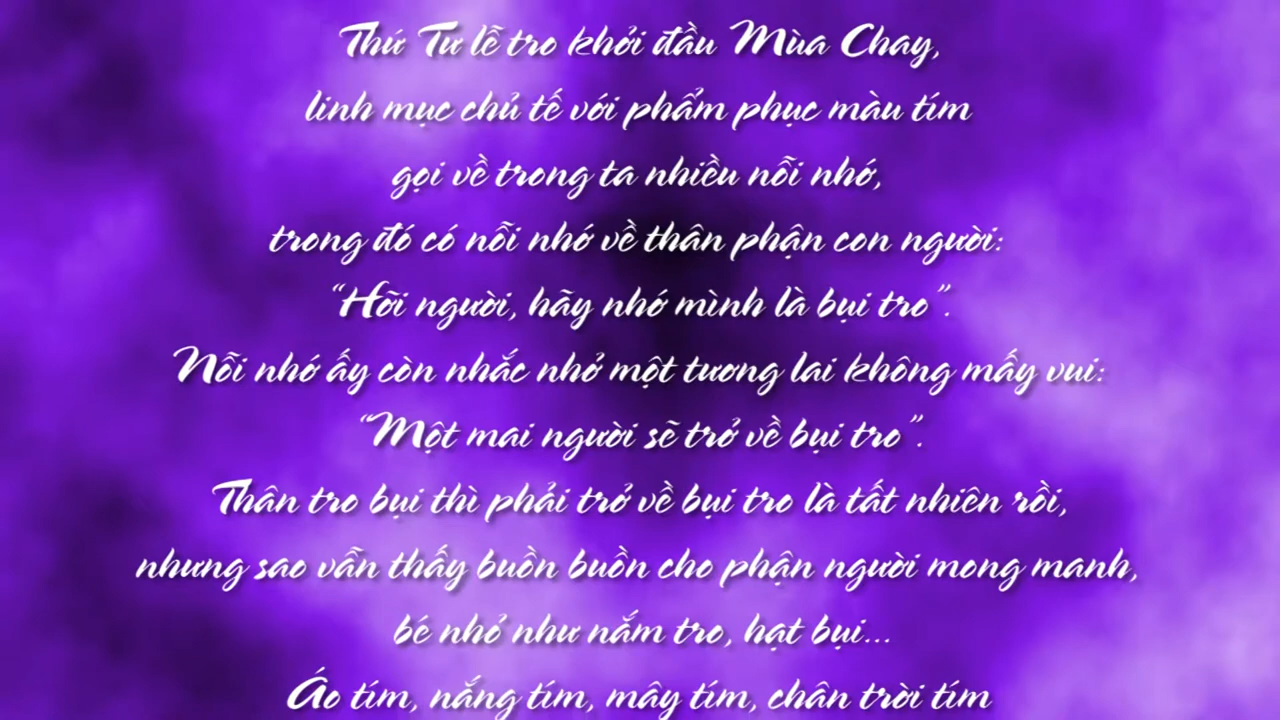 Thứ Tư lễ tro khởi đầu Mùa Chay,
linh mục chủ tế với phẩm phục màu tím
gọi về trong ta nhiều nỗi nhớ,
trong đó có nỗi nhớ về thân phận con người:
“Hỡi người, hãy nhớ mình là bụi tro”.
Nỗi nhớ ấy còn nhắc nhở một tương lai không mấy vui:
“Một mai người sẽ trở về bụi tro”.
Thân tro bụi thì phải trở về bụi tro là tất nhiên rồi,
nhưng sao vẫn thấy buồn buồn cho phận người mong manh,
bé nhỏ như nắm tro, hạt bụi...
Áo tím, nắng tím, mây tím, chân trời tím